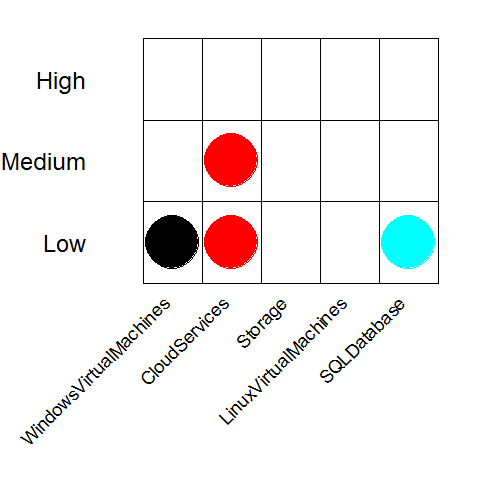 High
Medium
Low
WindowsVirtualMachines
CloudServices
Storage
LinuxVirtualMachines
SQLDatabase